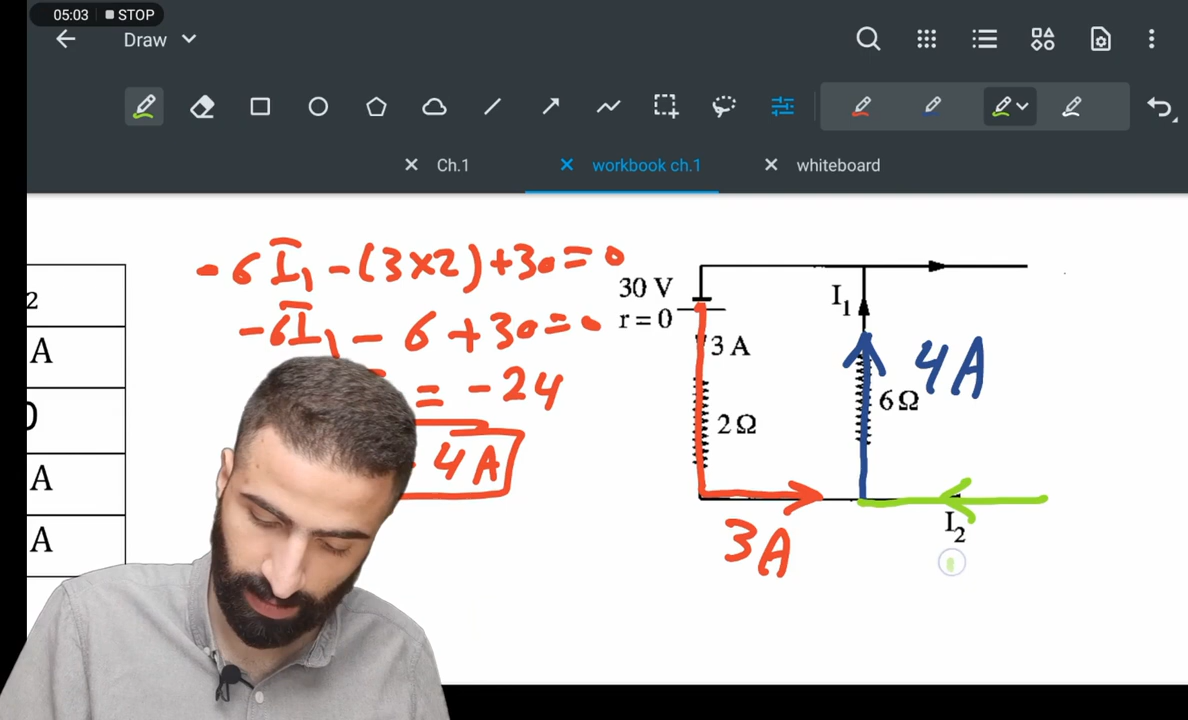 05:03 STOP
Draw
Ch.1
workbook ch.1
whiteboard
2
A
A
A
-6I₁ -(3×2)+30=0
-6I₁ - 6 +30=0
= -24
4A
30 V
r = 0
3 A
2 Ω
3A
I₁
6 Ω
4A
I₂